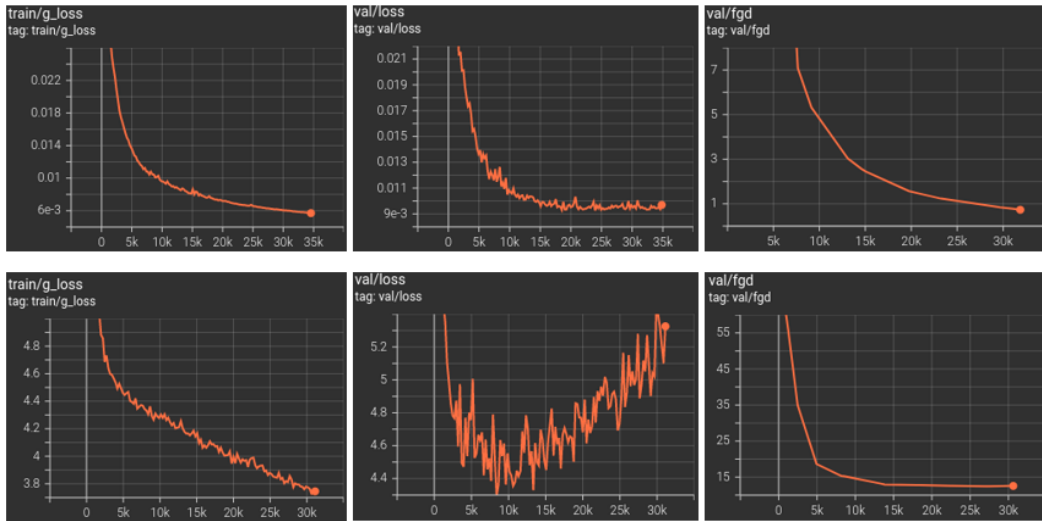 train/g_loss
tag: train/g_loss
0.022
0.018
0.014
0.01
6e-3
0 5k 10k 15k 20k 25k 30k 35k
val/loss
tag: val/loss
0.021
0.019
0.017
0.015
0.013
0.011
9e-3
0 5k 10k 15k 20k 25k 30k 35k
val/fgd
tag: val/fgd
7
5
3
1
5k 10k 15k 20k 25k 30k
train/g_loss
tag: train/g_loss
4.8
4.6
4.4
4.2
4
3.8
0 5k 10k 15k 20k 25k 30k
val/loss
tag: val/loss
5.2
5
4.8
4.6
4.4
0 5k 10k 15k 20k 25k 30k
val/fgd
tag: val/fgd
55
45
35
25
15
0 5k 10k 15k 20k 25k 30k